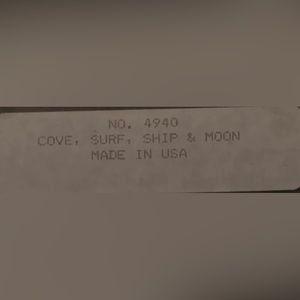 NO. 4940
COVE, SURF, SHIP & MOON
MADE IN USA